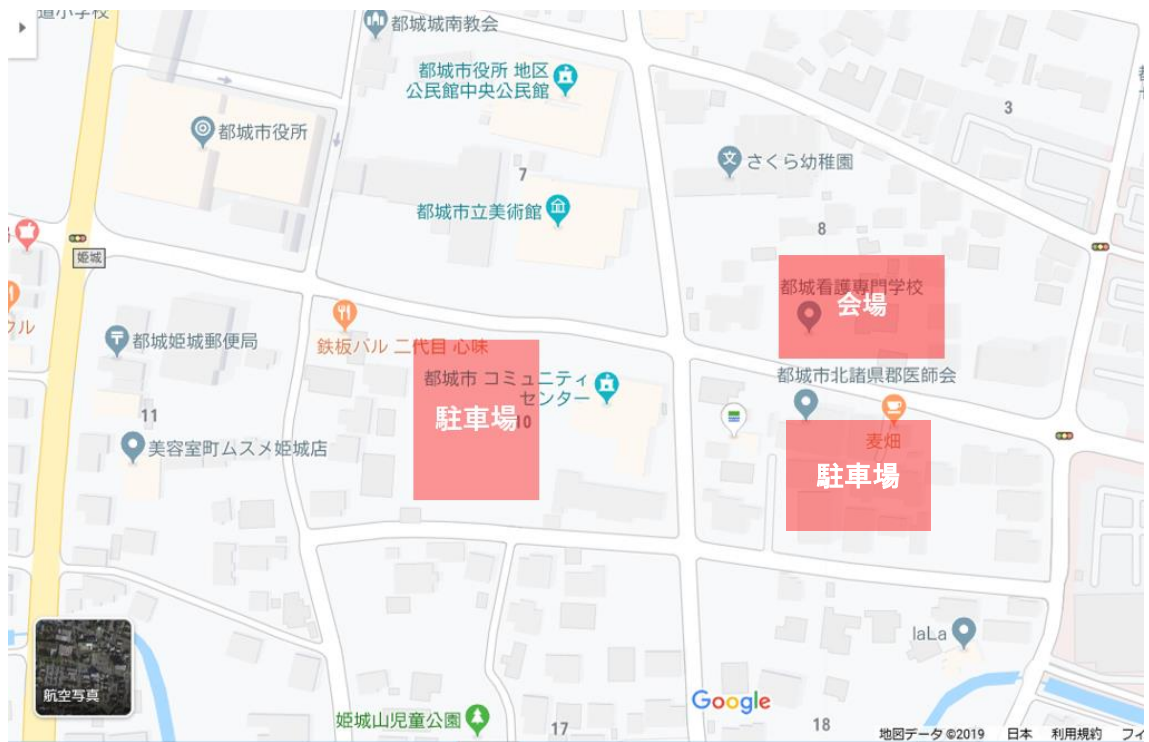 道小学校
都城城南教会
都城市役所 地区
公民館中央公民館
3
都城市役所
さくら幼稚園
7
都城市立美術館
8
姫城
都城看護専門学校
会場
都城姫城郵便局
鉄板バル 二代目 心味
都城市 コミュニティ
センター
都城市北諸県郡医師会
駐車場
10
11
麦畑
美容室町ムスメ姫城店
駐車場
laLa
航空写真
Google
姫城山児童公園
17
18
地図データ ©2019 日本 利用規約